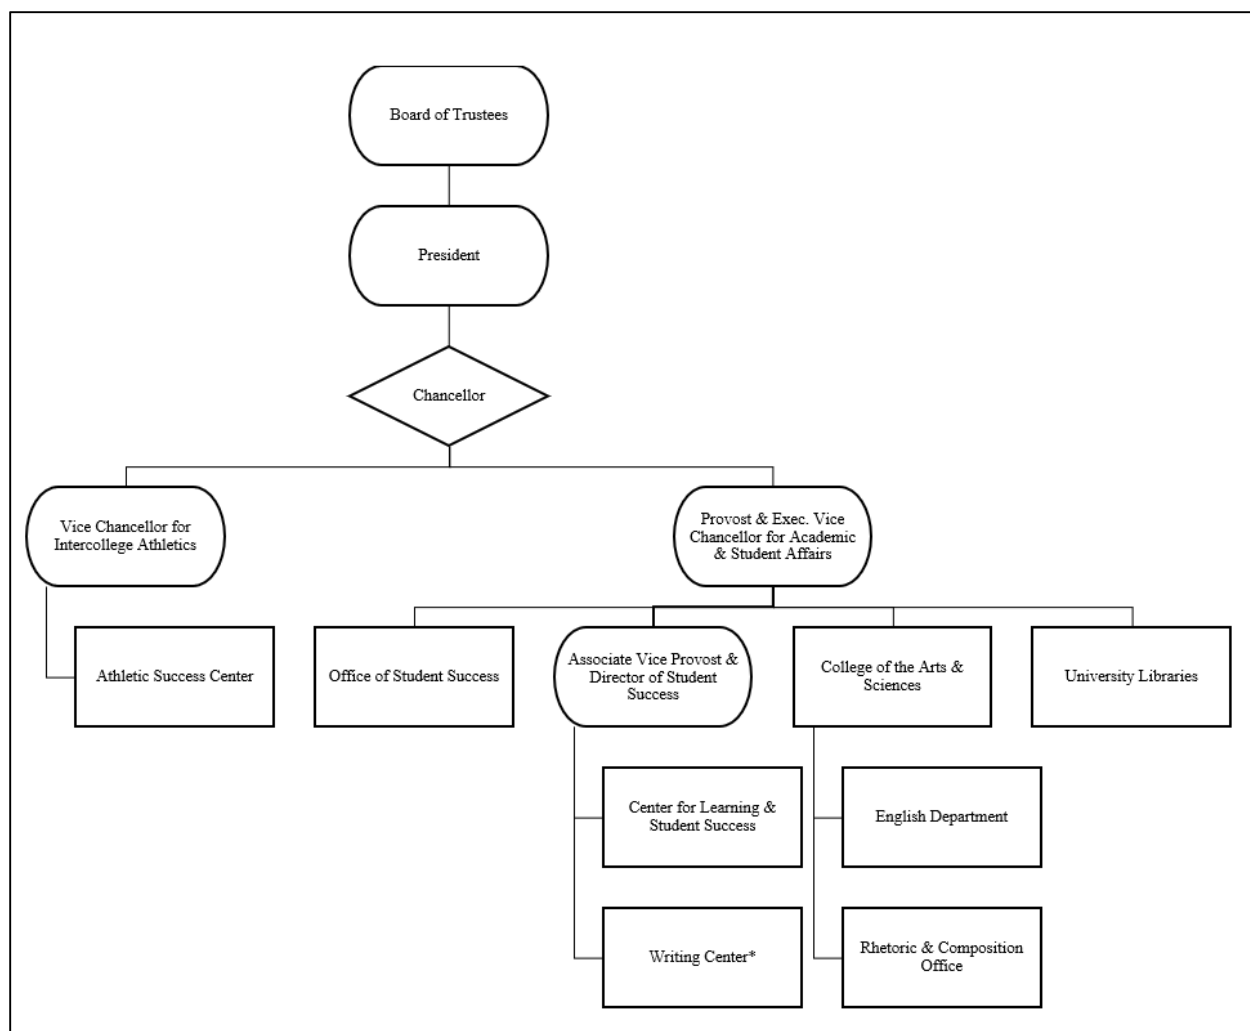 Board of Trustees
President
Chancellor
Vice Chancellor for
Intercollege Athletics
Provost & Exec. Vice
Chancellor for Academic
& Student Affairs
Athletic Success Center
Office of Student Success
Associate Vice Provost &
Director of Student
Success
College of the Arts &
Sciences
University Libraries
Center for Learning &
Student Success
English Department
Writing Center*
Rhetoric & Composition
Office